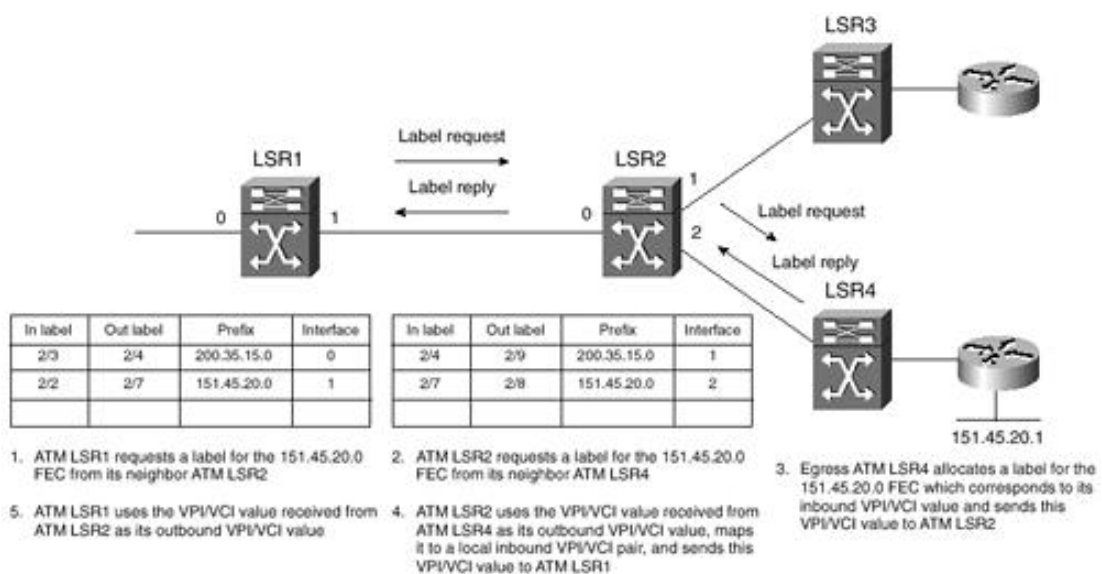 LSR3
Label request
LSR1
LSR2
Label reply
1
0
1
0
2
Label request
Label reply
LSR4
In label Out label Prefix Interface
2/3 2/4 200.35.15.0 0
2/2 2/7 151.45.20.0 1
In label Out label Prefix Interface
2/4 2/9 200.35.15.0 1
2/7 2/8 151.45.20.0 2
151.45.20.1
1. ATM LSR1 requests a label for the 151.45.20.0
FEC from its neighbor ATM LSR2
2. ATM LSR2 requests a label for the 151.45.20.0
FEC from its neighbor ATM LSR4
3. Egress ATM LSR4 allocates a label for the
151.45.20.0 FEC which corresponds to its
inbound VPI/VCI value and sends this
VPI/VCI value to ATM LSR2
5. ATM LSR1 uses the VPI/VCI value received from
ATM LSR2 as its outbound VPI/VCI value
4. ATM LSR2 uses the VPI/VCI value received from
ATM LSR4 as its outbound VPI/VCI value, maps
it to a local inbound VPI/VCI pair, and sends this
VPI/VCI value to ATM LSR1